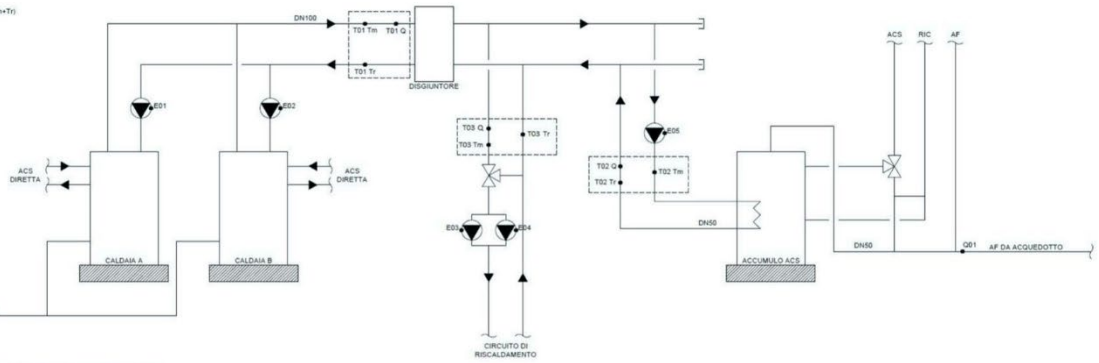 +Tr)
DN100
T01 Tm
T01 Q
T01 Tr
DISGIUNTORE
ACS
RIC
AF
E01
E02
T03 Q
T03 Tr
T03 Tm
E05
T02 Q
T02 Tm
T02 Tr
ACS
DIRETTA
ACS
DIRETTA
E03
E04
DN50
DN50
Q01
AF DA ACQUEDOTTO
CALDAIA A
CALDAIA B
ACCUMULO ACS
CIRCUITO DI
RISCALDAMENTO